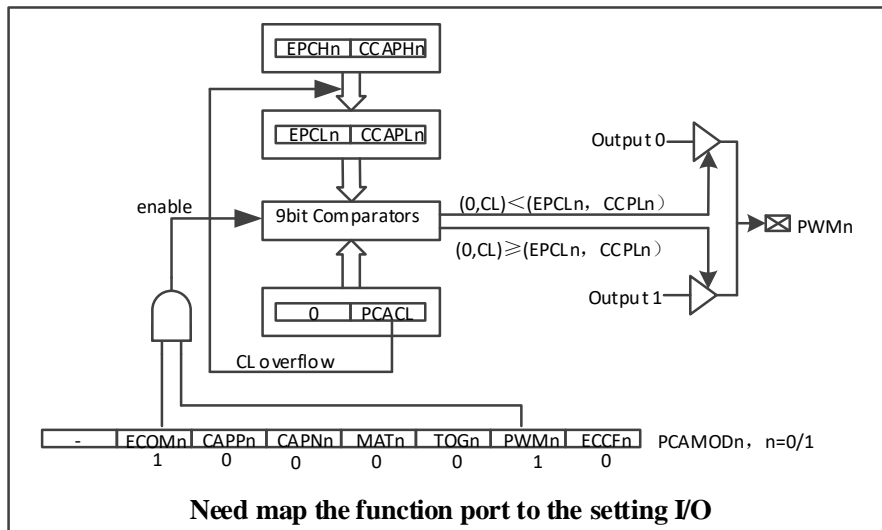 EPCHn CCAPHn
EPCLn CCAPLn
Output 0
enable
(0,CL)<(EPCLn, CCPLn)
9bit Comparators
PWMn
(0,CL)≥(EPCLn, CCPLn)
Output 1
0 PCACL
CL overflow
- ECOMn CAPPn CAPNn MATn TOGn PWMn ECCFn PCAMODn, n=0/1
1 0 0 0 0 1 0
Need map the function port to the setting I/O